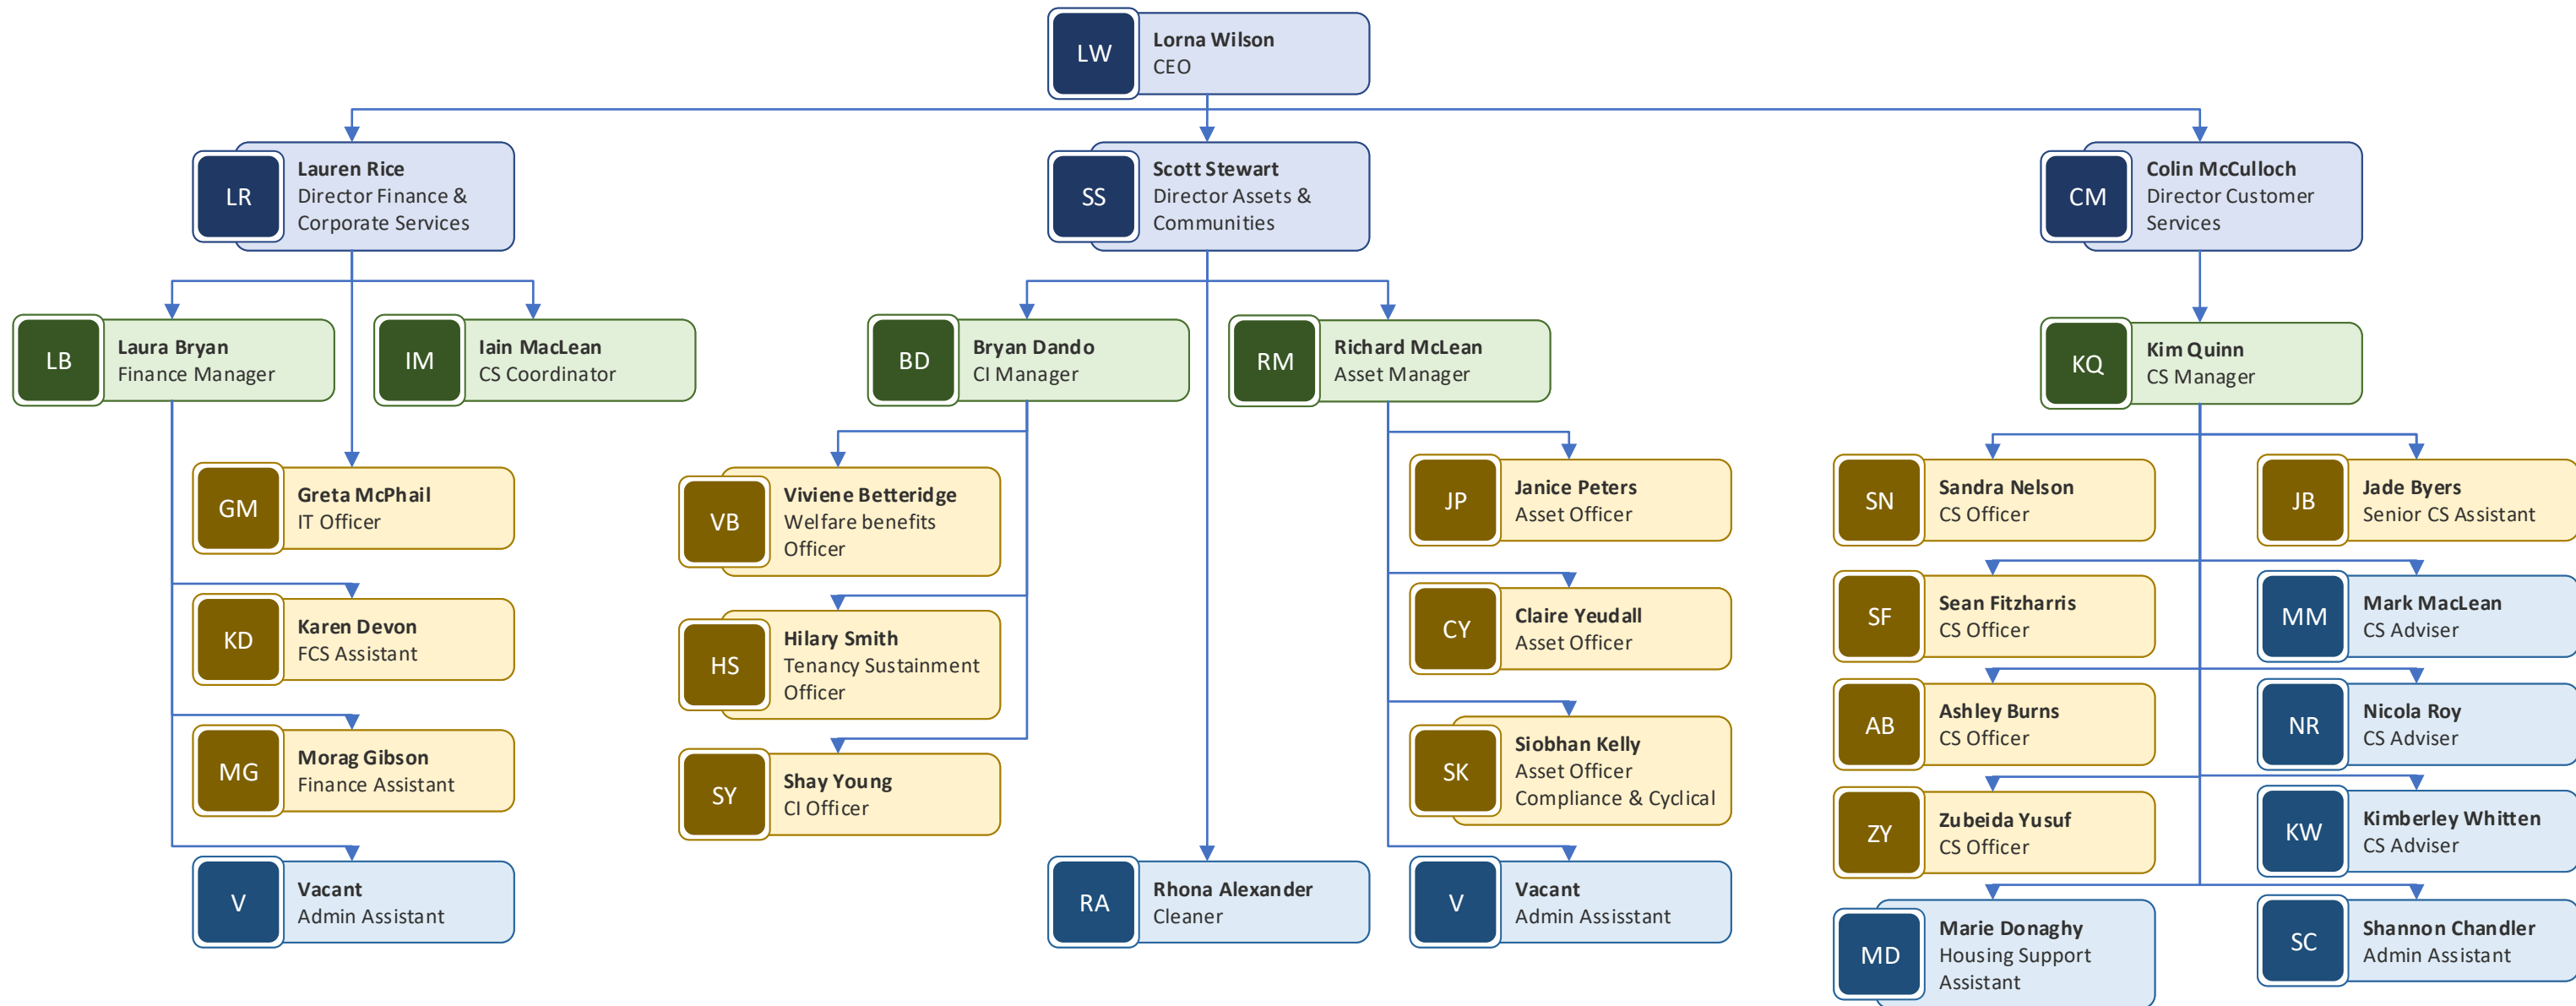 LW
Lorna Wilson
CEO
LR
Lauren Rice
Director Finance &
Corporate Services
SS
Scott Stewart
Director Assets &
Communities
CM
Colin McCulloch
Director Customer
Services
LB
Laura Bryan
Finance Manager
IM
Iain MacLean
CS Coordinator
BD
Bryan Dando
CI Manager
RM
Richard McLean
Asset Manager
KQ
Kim Quinn
CS Manager
GM
Greta McPhail
IT Officer
KD
Karen Devon
FCS Assistant
MG
Morag Gibson
Finance Assistant
V
Vacant
Admin Assistant
VB
Viviene Betteridge
Welfare benefits
Officer
HS
Hilary Smith
Tenancy Sustainment
Officer
SY
Shay Young
CI Officer
RA
Rhona Alexander
Cleaner
JP
Janice Peters
Asset Officer
CY
Claire Yeudall
Asset Officer
SK
Siobhan Kelly
Asset Officer
Compliance & Cyclical
V
Vacant
Admin Assisstant
SN
Sandra Nelson
CS Officer
JB
Jade Byers
Senior CS Assistant
SF
Sean Fitzharris
CS Officer
MM
Mark MacLean
CS Adviser
AB
Ashley Burns
CS Officer
NR
Nicola Roy
CS Adviser
ZY
Zubeida Yusuf
CS Officer
KW
Kimberley Whitten
CS Adviser
MD
Marie Donaghy
Housing Support
Assistant
SC
Shannon Chandler
Admin Assistant